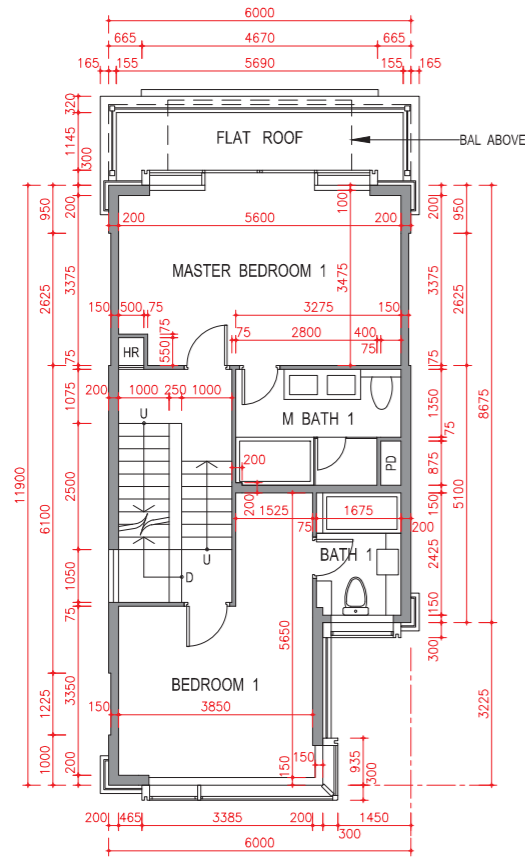 6000
665 4670 665
165 155 5690 155 165
320
1145
300
FLAT ROOF
BAL ABOVE
950 200 200 950
200 5600 100 200
MASTER BEDROOM 1
2625 3375 3475 3375 2625
150 500 75 3275 150
75 2800 400
75
75 550 75 75
HR
8675
200 1000 250 1000
1075 1350
U
M BATH 1
75
200 PD 875
11900
6100 2500 5100
200 150
1525 75 1675 200
BATH 1 2425
1050 U
D
75 150
300
5650
3350 BEDROOM 1
1225 150 3850
3225
150 935
1000 200 150 300
200 465 3385 200 1450
300
6000